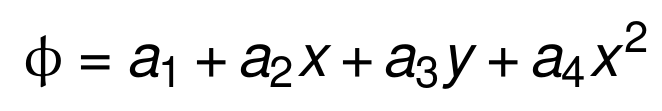 ϕ = a₁ + a₂x + a₃y + a₄x²